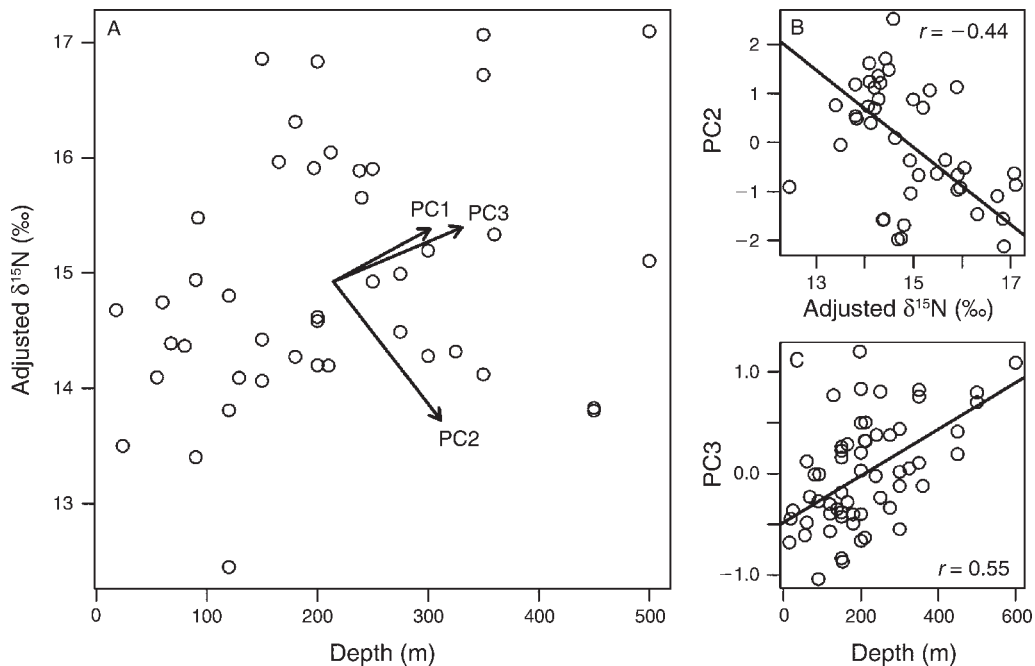 A
17
16
15
14
13
Adjusted δ15N (‰)
PC1
PC3
PC2
0
100
200
300
400
500
Depth (m)
B
r = −0.44
2
1
0
−1
−2
PC2
13
15
17
Adjusted δ15N (‰)
C
1.0
0.0
−1.0
PC3
r = 0.55
0
200
400
600
Depth (m)